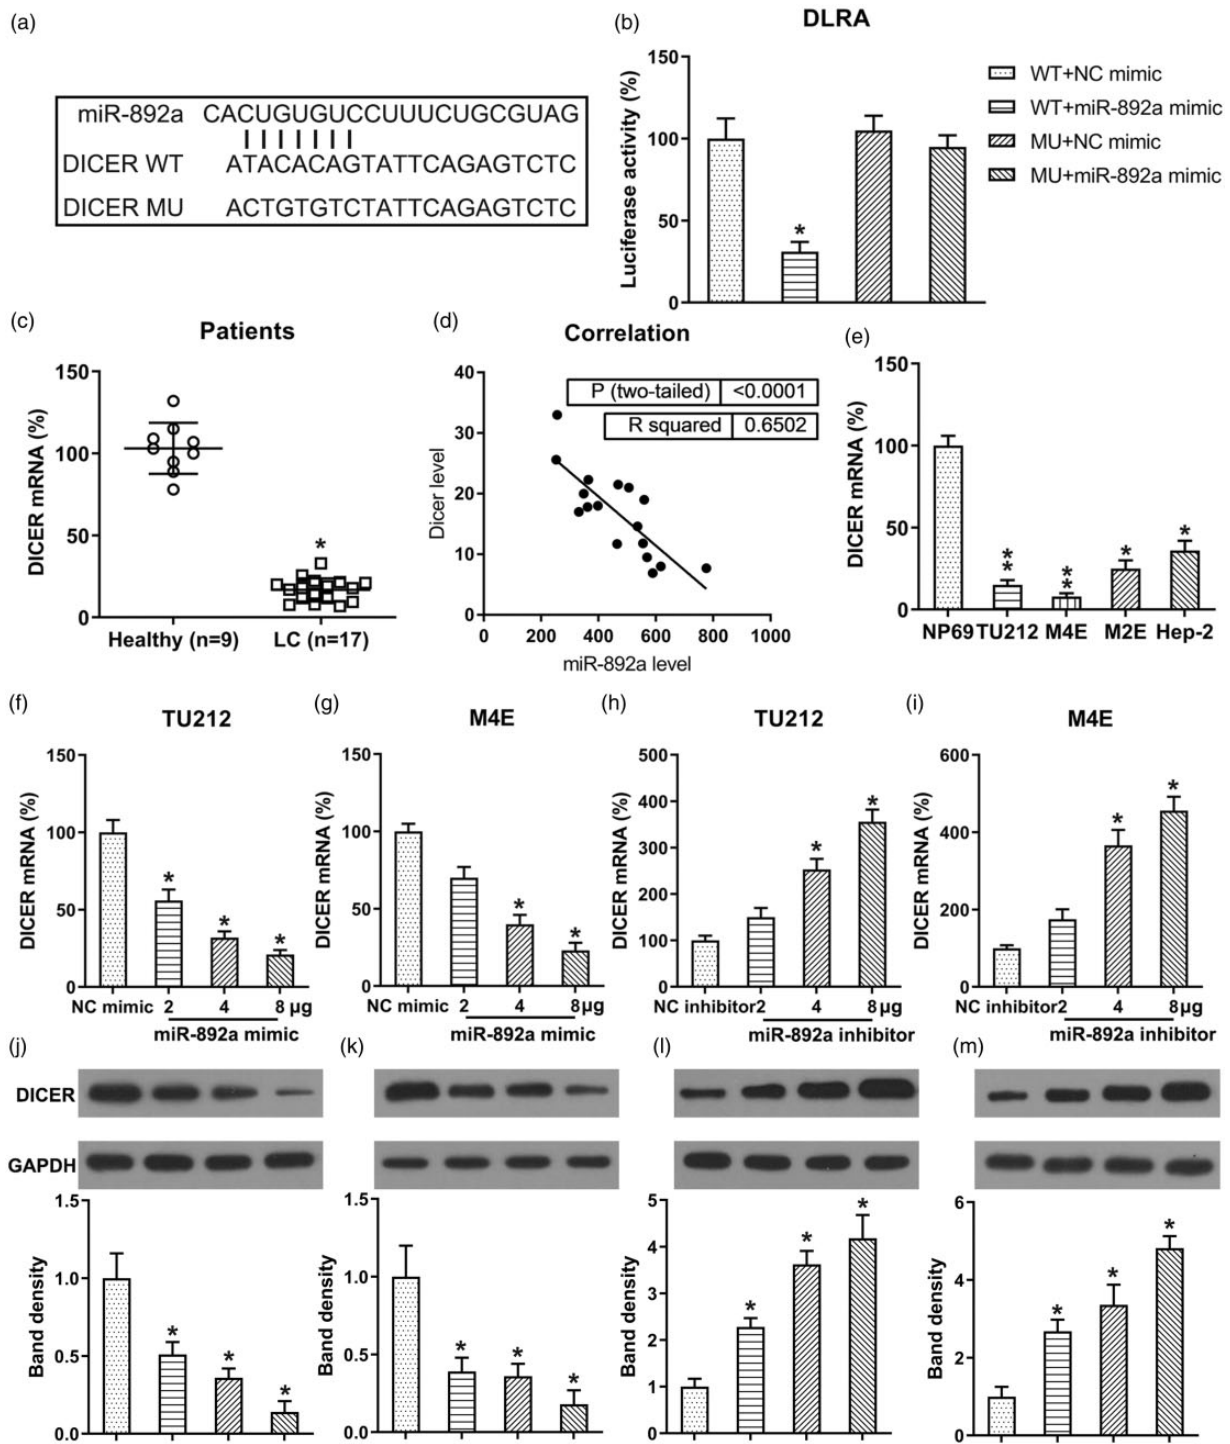 (a)
miR-892a CACUGUGUCCUUUCUGCGUAG
DICER WT ATACACAGTATTCAGAGTCTC
DICER MU ACTGTGTCTATTCAGAGTCTC
(b)
DLRA
Luciferase activity (%)
150
100
50
0
*
WT+NC mimic
WT+miR-892a mimic
MU+NC mimic
MU+miR-892a mimic
(c)
Patients
DICER mRNA (%)
150
100
50
0
*
Healthy (n=9) LC (n=17)
(d)
Correlation
P (two-tailed) <0.0001
R squared 0.6502
Dicer level
40
30
20
10
0
0 200 400 600 800 1000
miR-892a level
(e)
DICER mRNA (%)
150
100
50
0
** ** * *
NP69 TU212 M4E M2E Hep-2
(f)
TU212
DICER mRNA (%)
150
100
50
0
* * *
NC mimic 2 4 8 µg
miR-892a mimic
(g)
M4E
DICER mRNA (%)
150
100
50
0
* *
NC mimic 2 4 8µg
miR-892a mimic
(h)
TU212
DICER mRNA (%)
500
400
300
200
100
0
* *
NC inhibitor 2 4 8µg
miR-892a inhibitor
(i)
M4E
DICER mRNA (%)
600
400
200
0
* *
NC inhibitor 2 4 8µg
miR-892a inhibitor
(j)
DICER
GAPDH
Band density
1.5
1.0
0.5
0.0
* * *
(k)
Band density
1.5
1.0
0.5
0.0
* * *
(l)
Band density
5
4
3
2
1
0
* * *
(m)
Band density
6
4
2
0
* * *